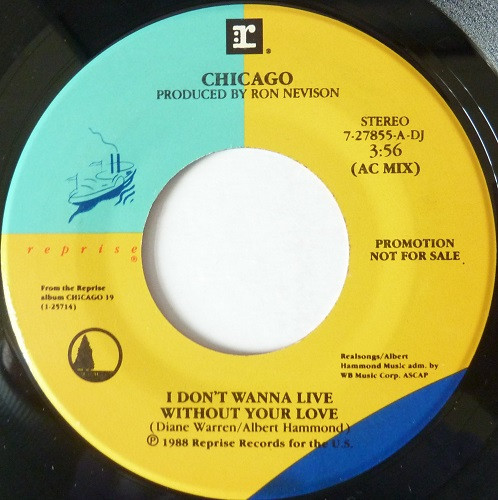 :r
®
CHICAGO
PRODUCED BY RON NEVISON
STEREO
7-27855-A-DJ
3:56
(AC MIX)
reprise
®
PROMOTION
NOT FOR SALE
From the Reprise
album CHICAGO 19
(1-25714)
Realsongs/Albert
Hammond Music adm. by
WB Music Corp. ASCAP
I DON'T WANNA LIVE
WITHOUT YOUR LOVE
(Diane Warren/Albert Hammond)
℗ 1988 Reprise Records for the U.S.